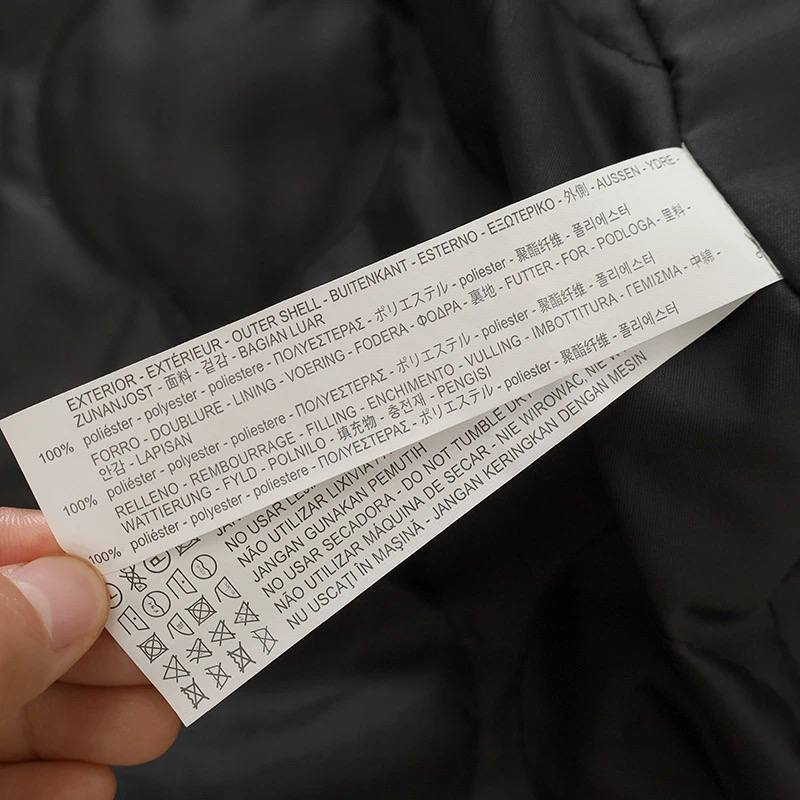 EXTERIOR - EXTÉRIEUR - OUTER SHELL - BUITENKANT - ESTERNO - ΕΞΩΤΕΡΙΚΟ - 外側 - AUSSEN - YDRE -
ZUNANJOST - 面料 - 겉감 - BAGIAN LUAR
100% poliéster - polyester - poliestere - ΠΟΛΥΕΣΤΕΡΑΣ - ポリエステル - poliester - 聚酯纤维 - 폴리에스터
FORRO - DOUBLURE - LINING - VOERING - FODERA - ΦΟΔΡΑ - 裏地 - FUTTER - FOR - PODLOGA - 里料 -
안감 - LAPISAN
100% poliéster - polyester - poliestere - ΠΟΛΥΕΣΤΕΡΑΣ - ポリエステル - poliester - 聚酯纤维 - 폴리에스터
RELLENO - REMBOURRAGE - FILLING - ENCHIMENTO - VULLING - IMBOTTITURA - ΓΕΜΙΣΜΑ - 中綿 -
WATTIERUNG - FYLD - POLNILO - 填充物 - 충전재 - PENGISI
100% poliéster - polyester - poliestere - ΠΟΛΥΕΣΤΕΡΑΣ - ポリエステル - poliester - 聚酯纤维 - 폴리에스터
NO USAR
NÃO UTILIZAR
JANGAN GUNAKAN PEMUTIH
NO USAR SECADORA - DO NOT TUMBLE DRY - NIE WIROWAĆ, NIE
NÃO UTILIZAR MÁQUINA DE SECAR - JANGAN KERINGKAN DENGAN MESIN
NU USCAȚI ÎN MAȘINĂ